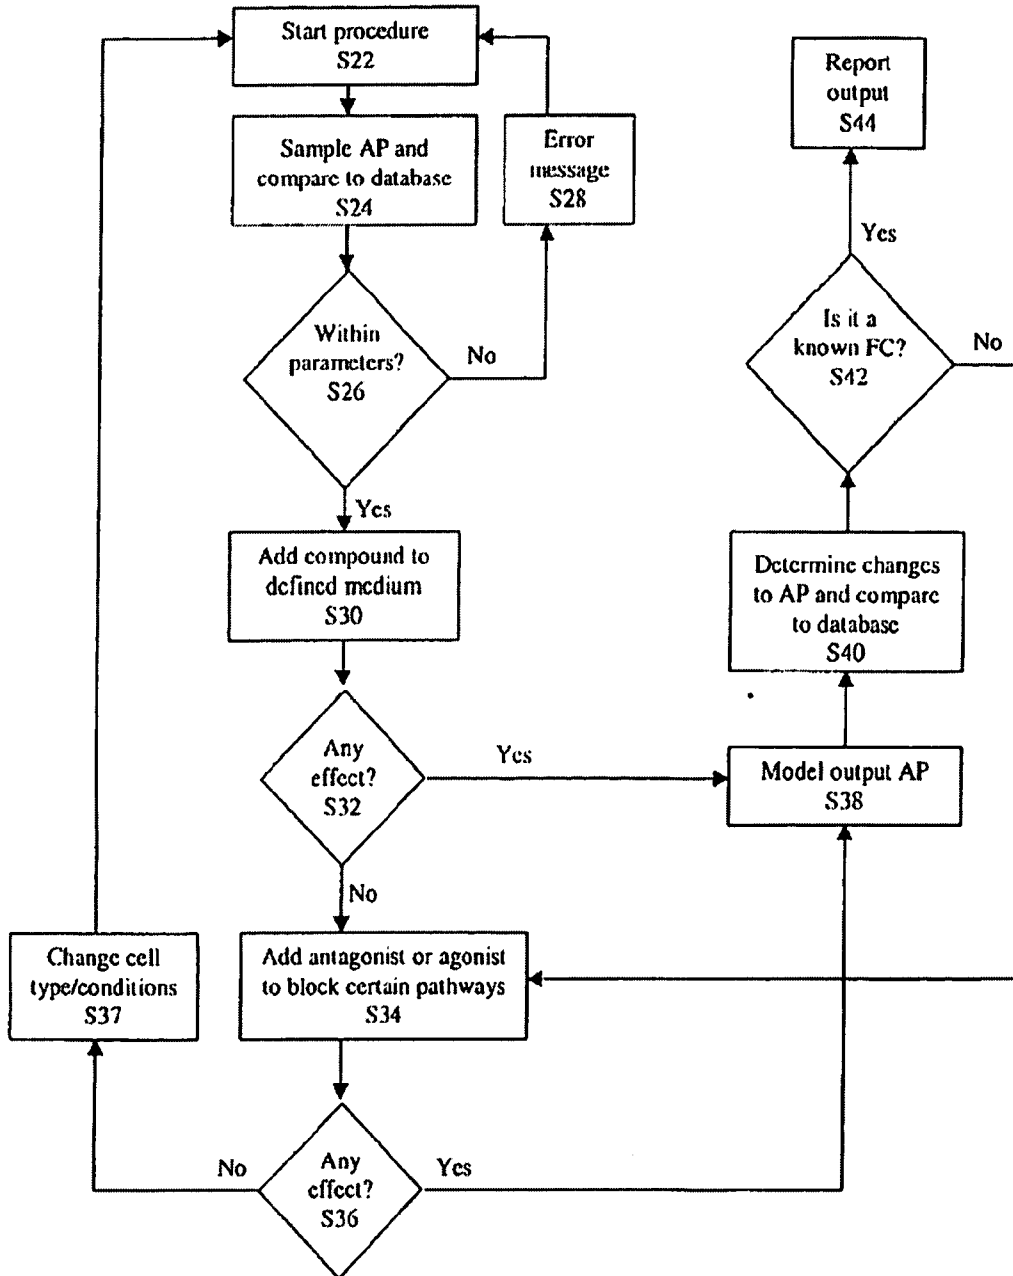 Start procedure
S22
Sample AP and
compare to database
S24
Error
message
S28
Within
parameters?
S26
No
Yes
Add compound to
defined medium
S30
Any
effect?
S32
Yes
No
Change cell
type/conditions
S37
Add antagonist or agonist
to block certain pathways
S34
Any
effect?
S36
No
Yes
Model output AP
S38
Determine changes
to AP and compare
to database
S40
Is it a
known FC?
S42
No
Yes
Report
output
S44